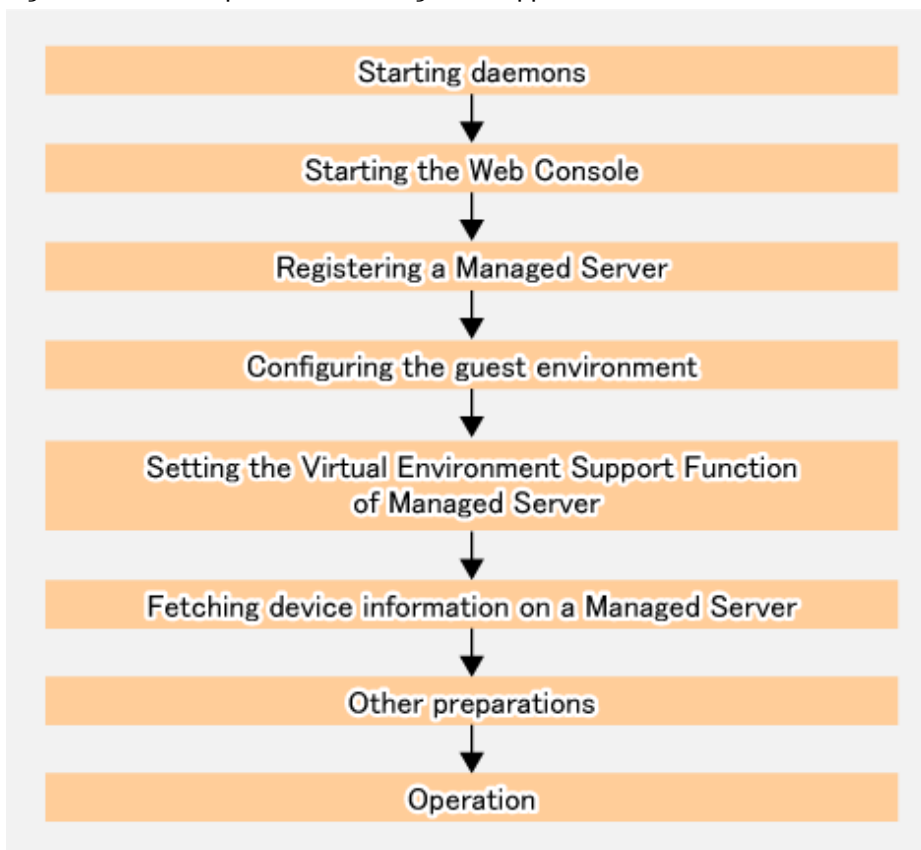 Starting daemons
Starting the Web Console
Registering a Managed Server
Configuring the guest environment
Setting the Virtual Environment Support Function
of Managed Server
Fetching device information on a Managed Server
Other preparations
Operation